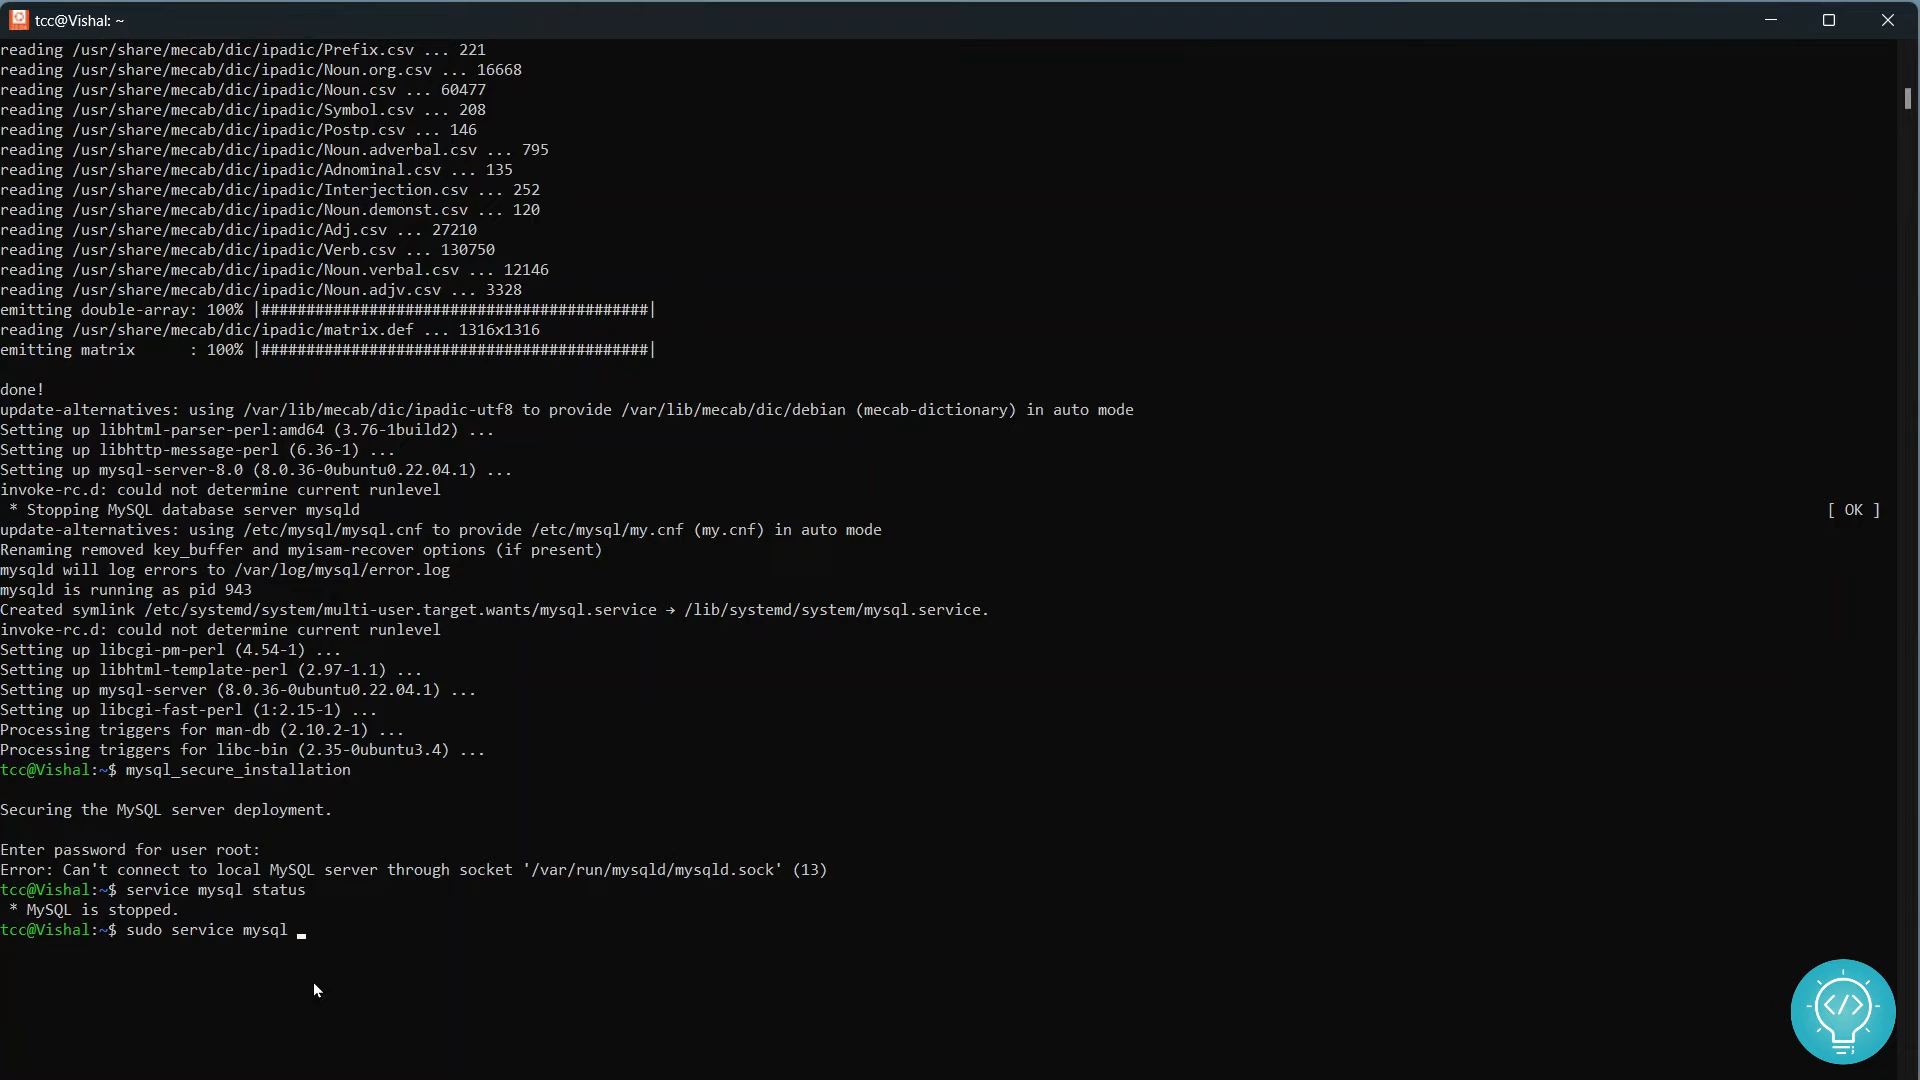 tcc@Vishal: ~
reading /usr/share/mecab/dic/ipadic/Prefix.csv ... 221
reading /usr/share/mecab/dic/ipadic/Noun.org.csv ... 16668
reading /usr/share/mecab/dic/ipadic/Noun.csv ... 60477
reading /usr/share/mecab/dic/ipadic/Symbol.csv ... 208
reading /usr/share/mecab/dic/ipadic/Postp.csv ... 146
reading /usr/share/mecab/dic/ipadic/Noun.adverbal.csv ... 795
reading /usr/share/mecab/dic/ipadic/Adnominal.csv ... 135
reading /usr/share/mecab/dic/ipadic/Interjection.csv ... 252
reading /usr/share/mecab/dic/ipadic/Noun.demonst.csv ... 120
reading /usr/share/mecab/dic/ipadic/Adj.csv ... 27210
reading /usr/share/mecab/dic/ipadic/Verb.csv ... 130750
reading /usr/share/mecab/dic/ipadic/Noun.verbal.csv ... 12146
reading /usr/share/mecab/dic/ipadic/Noun.adjv.csv ... 3328
emitting double-array: 100% |###########################################|
reading /usr/share/mecab/dic/ipadic/matrix.def ... 1316x1316
emitting matrix      : 100% |###########################################|
done!
update-alternatives: using /var/lib/mecab/dic/ipadic-utf8 to provide /var/lib/mecab/dic/debian (mecab-dictionary) in auto mode
Setting up libhtml-parser-perl:amd64 (3.76-1build2) ...
Setting up libhttp-message-perl (6.36-1) ...
Setting up mysql-server-8.0 (8.0.36-0ubuntu0.22.04.1) ...
invoke-rc.d: could not determine current runlevel
 * Stopping MySQL database server mysqld [ OK ]
update-alternatives: using /etc/mysql/mysql.cnf to provide /etc/mysql/my.cnf (my.cnf) in auto mode
Renaming removed key_buffer and myisam-recover options (if present)
mysqld will log errors to /var/log/mysql/error.log
mysqld is running as pid 943
Created symlink /etc/systemd/system/multi-user.target.wants/mysql.service → /lib/systemd/system/mysql.service.
invoke-rc.d: could not determine current runlevel
Setting up libcgi-pm-perl (4.54-1) ...
Setting up libhtml-template-perl (2.97-1.1) ...
Setting up mysql-server (8.0.36-0ubuntu0.22.04.1) ...
Setting up libcgi-fast-perl (1:2.15-1) ...
Processing triggers for man-db (2.10.2-1) ...
Processing triggers for libc-bin (2.35-0ubuntu3.4) ...
tcc@Vishal:~$ mysql_secure_installation
Securing the MySQL server deployment.
Enter password for user root:
Error: Can't connect to local MySQL server through socket '/var/run/mysqld/mysqld.sock' (13)
tcc@Vishal:~$ service mysql status
 * MySQL is stopped.
tcc@Vishal:~$ sudo service mysql
</>